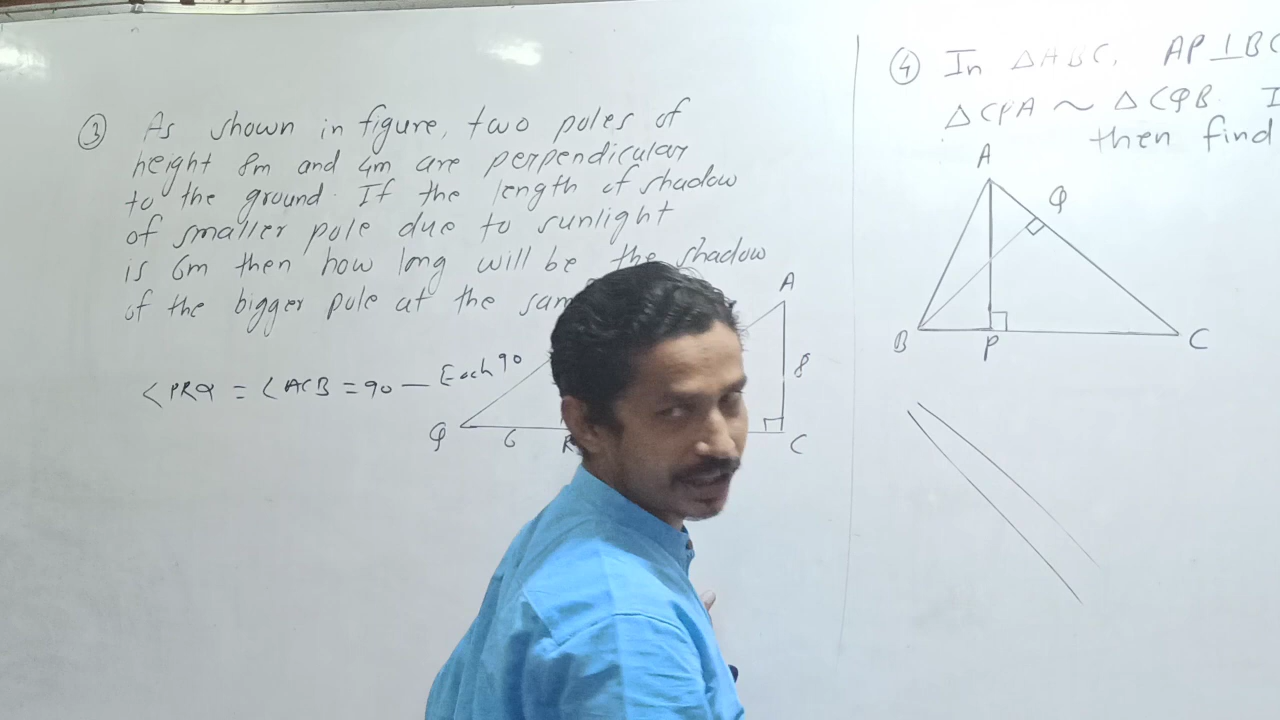 ③ As shown in figure, two poles of
height 8m and 4m are perpendicular
to the ground. If the length of shadow
of smaller pole due to sunlight
is 6m then how long will be the shadow
of the bigger pole at the
∠PRQ = ∠ACB = 90 — Each 90
A
8
Q 6 R C
④ In △ABC, AP⊥BC
△CPA ~ △CQB.
then find
A
Q
B P C